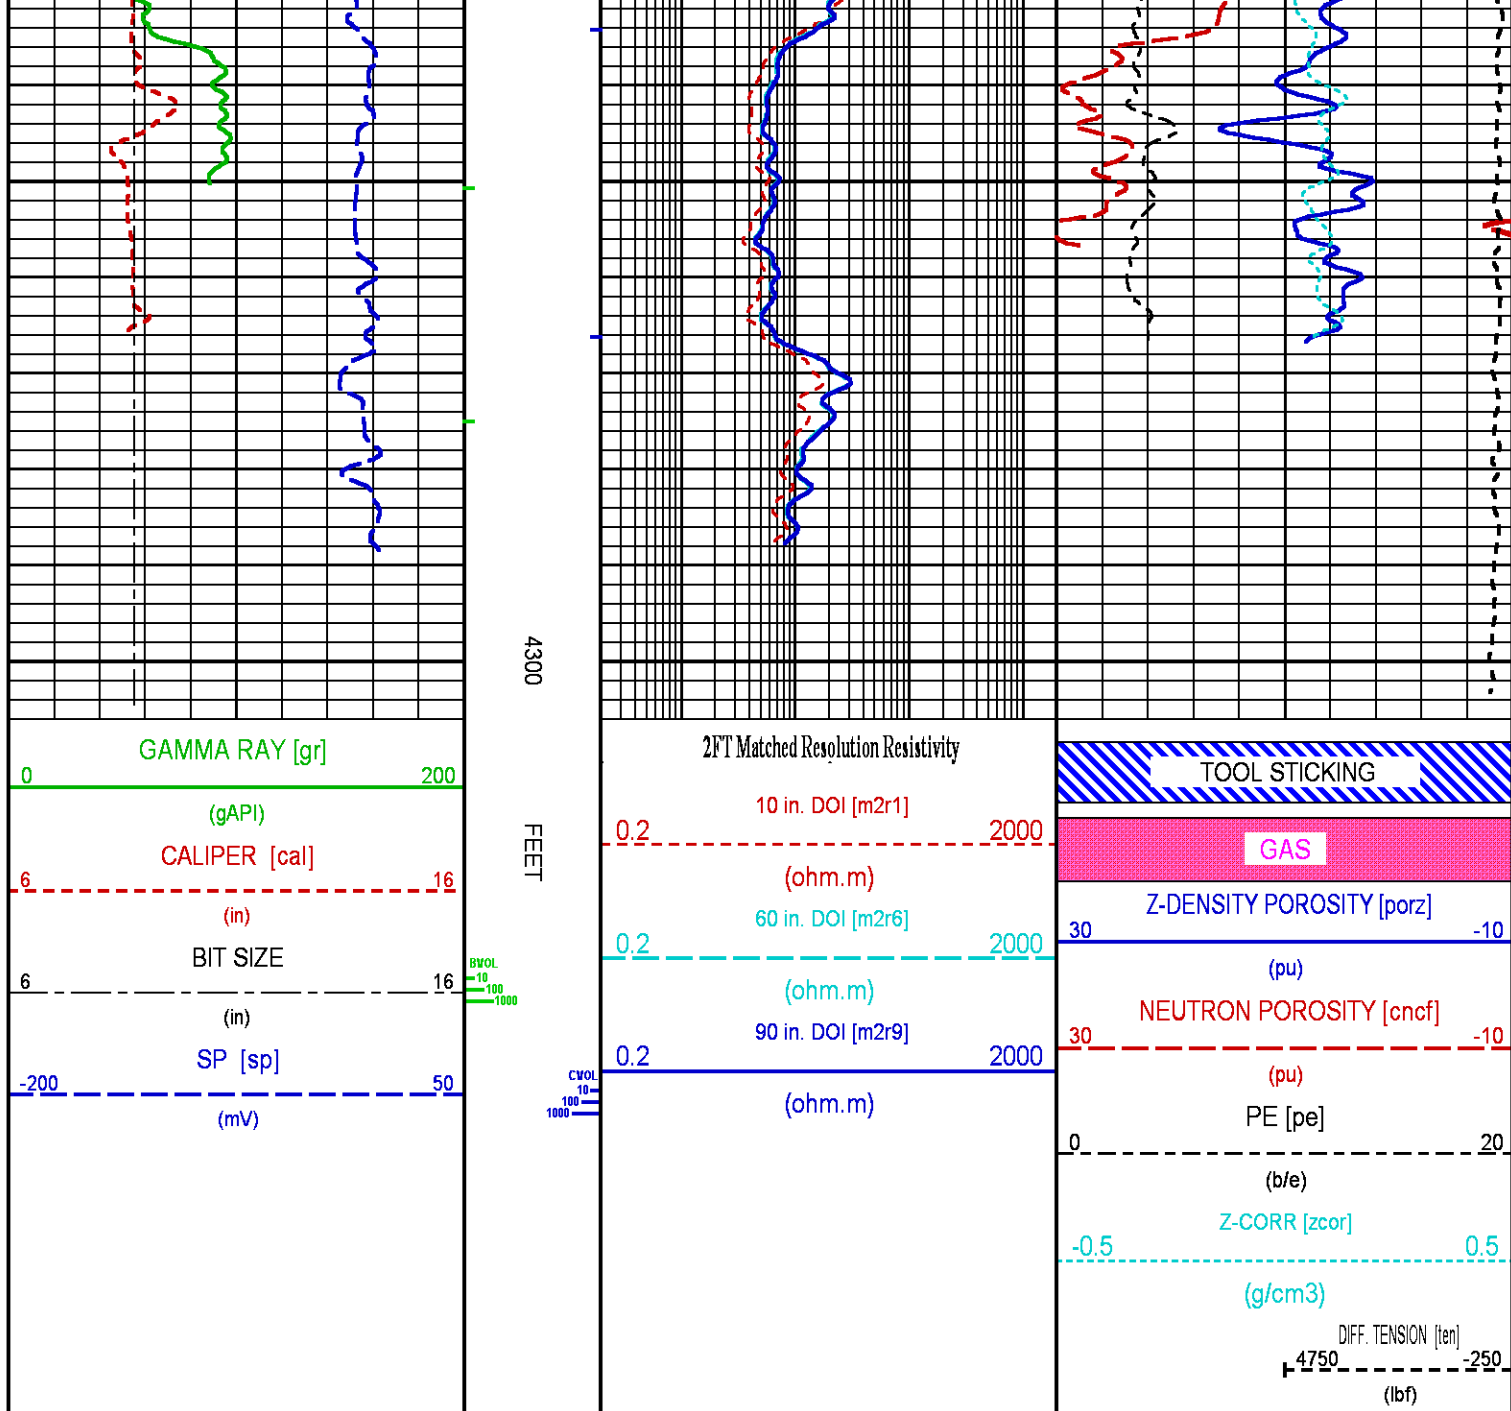 4300
FEET
GAMMA RAY [gr]
0 200
(gAPI)
CALIPER [cal]
6 16
(in)
BIT SIZE
6 16
(in)
SP [sp]
-200 50
(mV)
BVOL
10
100
1000
CVOL
10
100
1000
2FT Matched Resolution Resistivity
10 in. DOI [m2r1]
0.2 2000
(ohm.m)
60 in. DOI [m2r6]
0.2 2000
(ohm.m)
90 in. DOI [m2r9]
0.2 2000
(ohm.m)
TOOL STICKING
GAS
Z-DENSITY POROSITY [porz]
30 -10
(pu)
NEUTRON POROSITY [cncf]
30 -10
(pu)
PE [pe]
0 20
(b/e)
Z-CORR [zcor]
-0.5 0.5
(g/cm3)
DIFF. TENSION [ten]
4750 -250
(lbf)